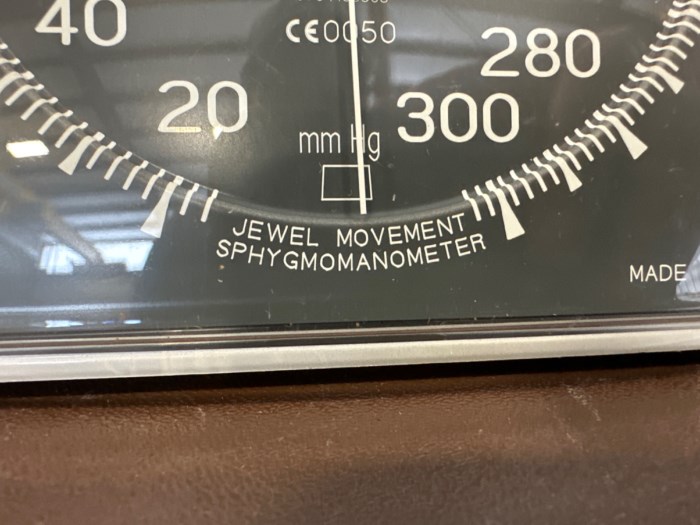 40
CE0050
280
20
300
mm Hg
JEWEL MOVEMENT
SPHYGMOMANOMETER
MADE